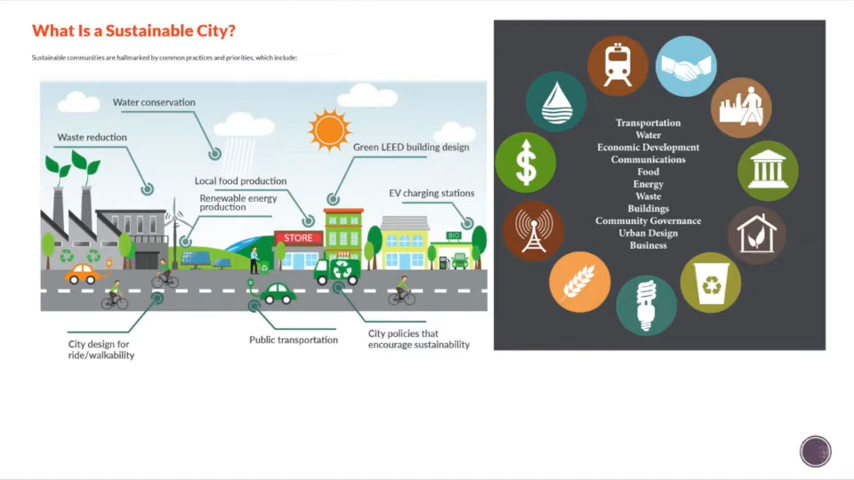 What Is a Sustainable City?
Sustainable communities are hallmarked by common practices and priorities, which include:
Water conservation
Waste reduction
Green LEED building design
Local food production
Renewable energy
production
EV charging stations
STORE
BIO
City design for
ride/walkability
Public transportation
City policies that
encourage sustainability
Transportation
Water
Economic Development
Communications
Food
Energy
Waste
Buildings
Community Governance
Urban Design
Business